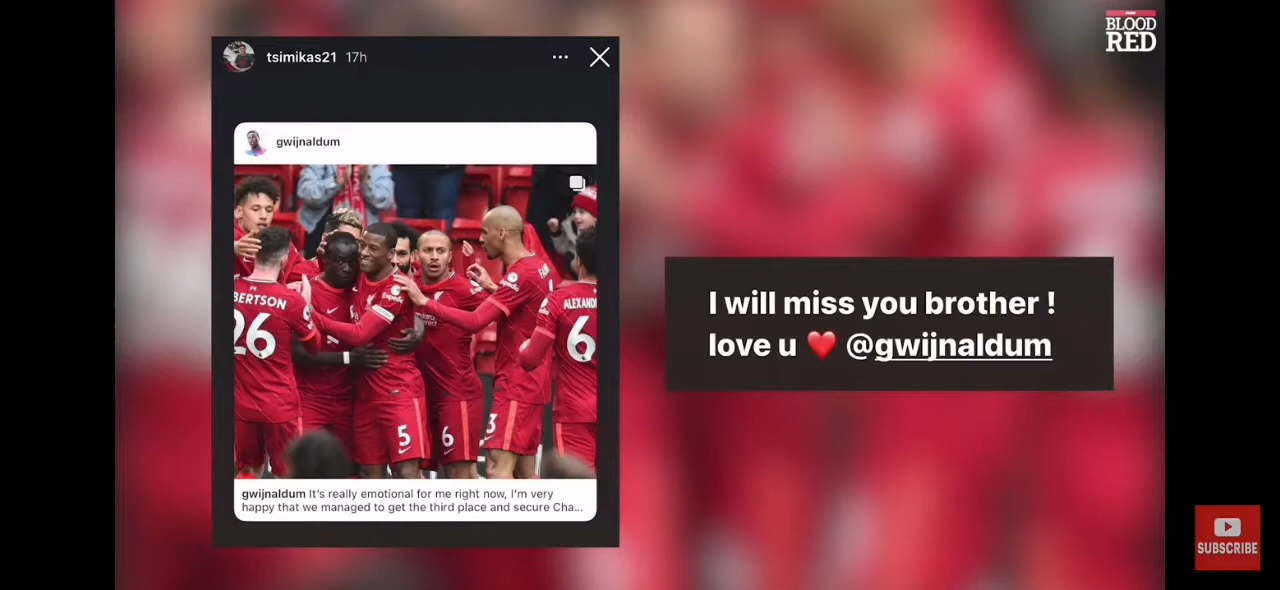 BLOOD
RED
tsimikas21 17h
gwijnaldum
BERTSON
26
5
6
3
FA
ALEXAND
6
gwijnaldum It's really emotional for me right now, I'm very
happy that we managed to get the third place and secure Cha...
I will miss you brother !
love u ❤️ @gwijnaldum
SUBSCRIBE